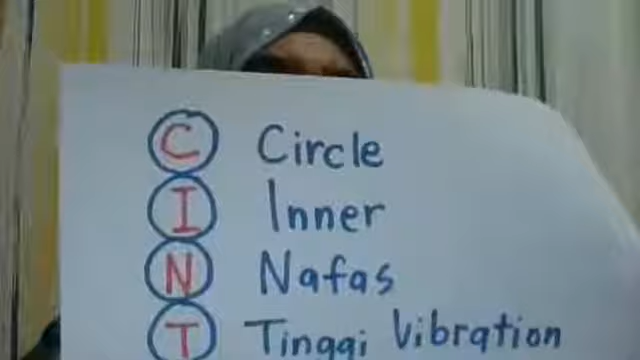 C Circle
I Inner
N Nafas
T Tinggi Vibration